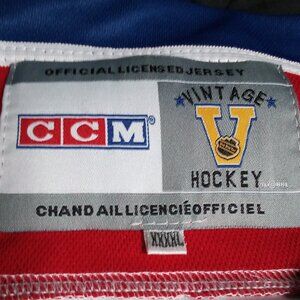 OFFICIAL LICENSED JERSEY
CCM
VINTAGE
V
HOCKEY
CHANDAIL LICENCIÉ OFFICIEL
XXXXL